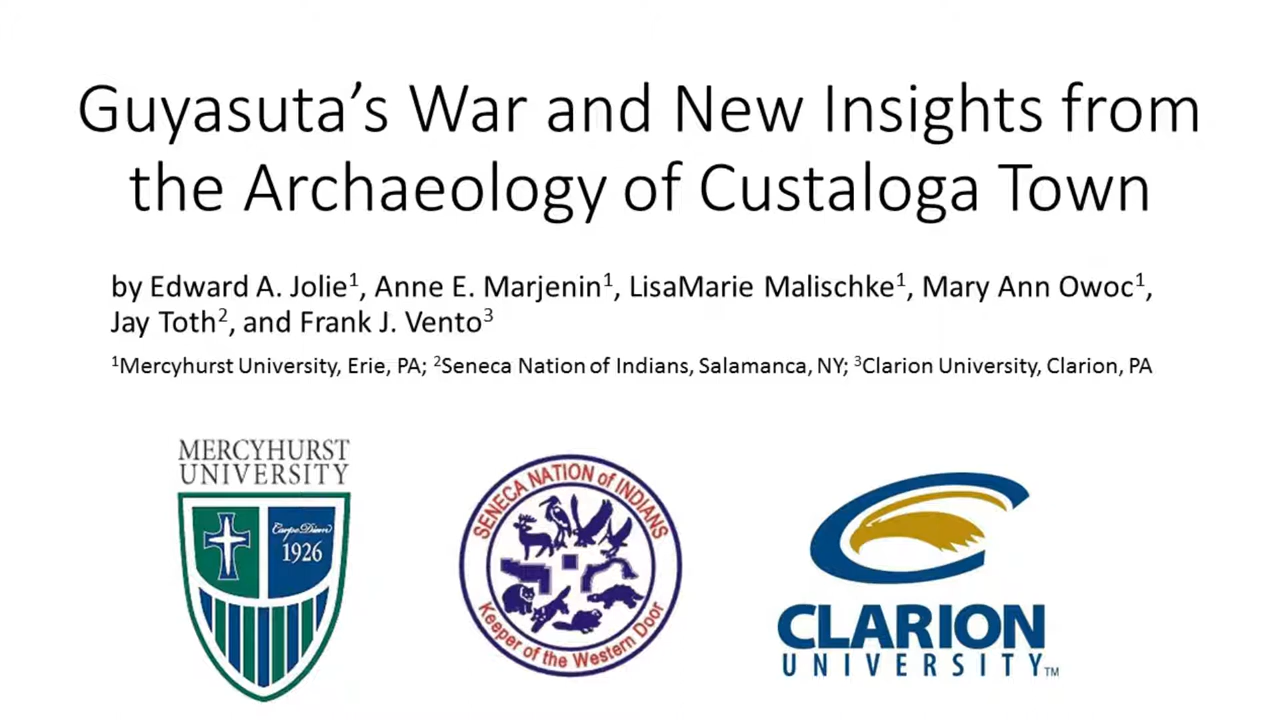 Guyasuta’s War and New Insights from
the Archaeology of Custaloga Town
by Edward A. Jolie¹, Anne E. Marjenin¹, LisaMarie Malischke¹, Mary Ann Owoc¹,
Jay Toth², and Frank J. Vento³
¹Mercyhurst University, Erie, PA; ²Seneca Nation of Indians, Salamanca, NY; ³Clarion University, Clarion, PA
MERCYHURST
UNIVERSITY
Carpe Diem
1926
SENECA NATION of INDIANS
Keeper of the Western Door
CLARION
UNIVERSITY™